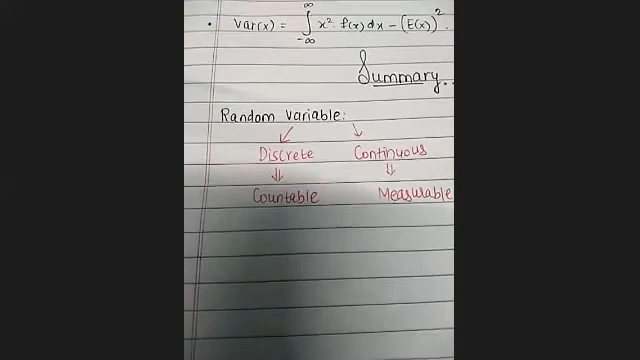 • Var(x) = ∫_{-∞}^{∞} x². f(x) dx - (E(x))².
Summary..
Random Variable:
↙ ↘
Discrete Continuous
⇓ ⇓
Countable Measurable